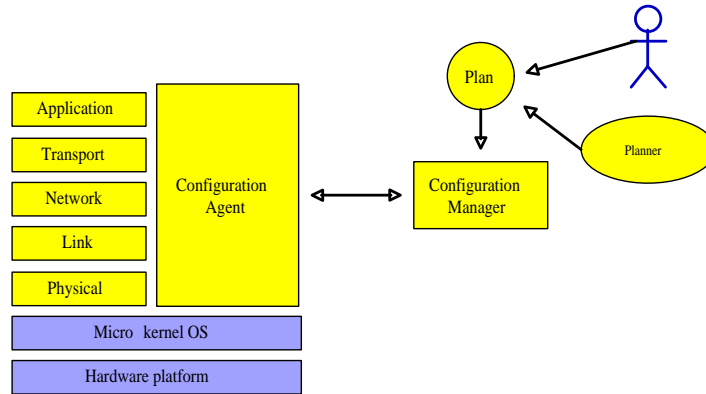 Application
Transport
Network
Link
Physical
Configuration
Agent
Micro kernel OS
Hardware platform
Plan
Planner
Configuration
Manager